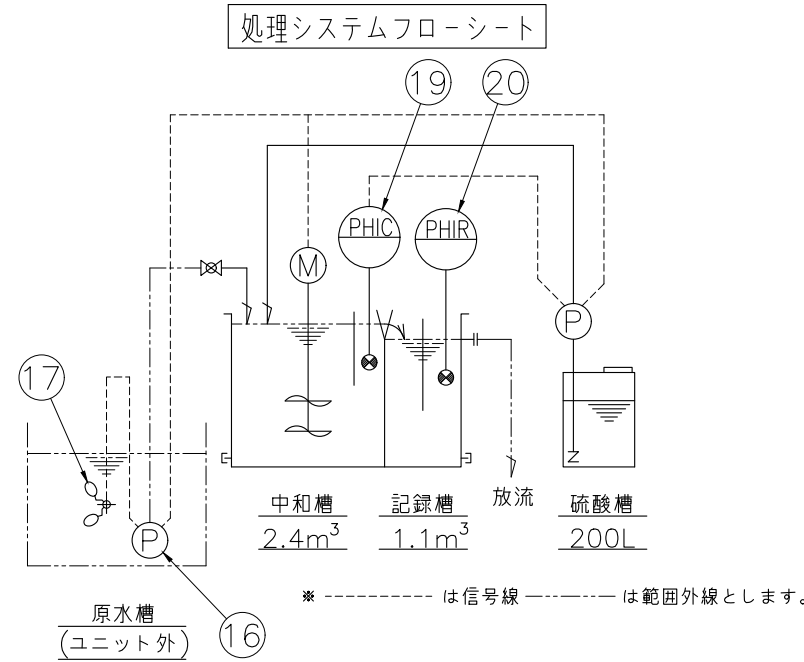 処理システムフローシート
19
20
PHIC
PHIR
M
P
17
P
放流
中和槽
2.4m³
記録槽
1.1m³
硫酸槽
200L
※ --------- は信号線 —--—--— は範囲外線とします。
原水槽
(ユニット外)
16